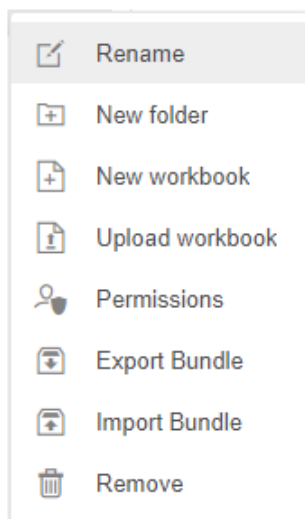 Rename
New folder
New workbook
Upload workbook
Permissions
Export Bundle
Import Bundle
Remove